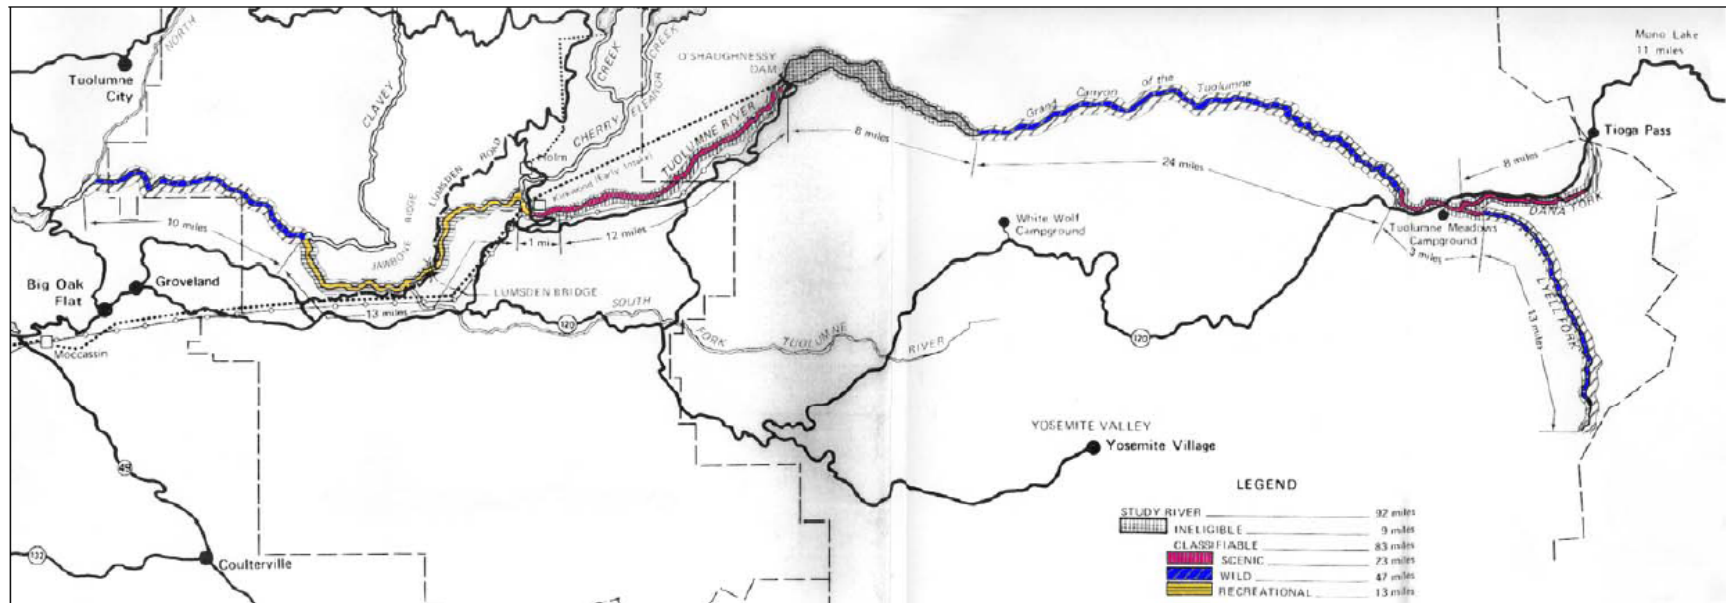 NORTH
Tuolumne
City
CLAVEY
CREEK
CREEK
CHERRY
ELEANOR
O'SHAUGHNESSY
DAM
Grand Canyon of the Tuolumne
Mono Lake
11 miles
Tioga Pass
TUOLUMNE RIVER
LUMSDEN ROAD
Holm
Kirkwood (Early Intake)
8 miles
24 miles
8 miles
DANA FORK
10 miles
JAWBONE RIDGE
1 mi
12 miles
White Wolf
Campground
Tuolumne Meadows
Campground
3 miles
Big Oak
Flat
Groveland
LUMSDEN BRIDGE
13 miles
LYELL FORK
13 miles
Moccassin
120
SOUTH FORK TUOLUMNE RIVER
120
YOSEMITE VALLEY
Yosemite Village
49
132
Coulterville
LEGEND
STUDY RIVER 92 miles
INELIGIBLE 9 miles
CLASSIFIABLE 83 miles
SCENIC 23 miles
WILD 47 miles
RECREATIONAL 13 miles